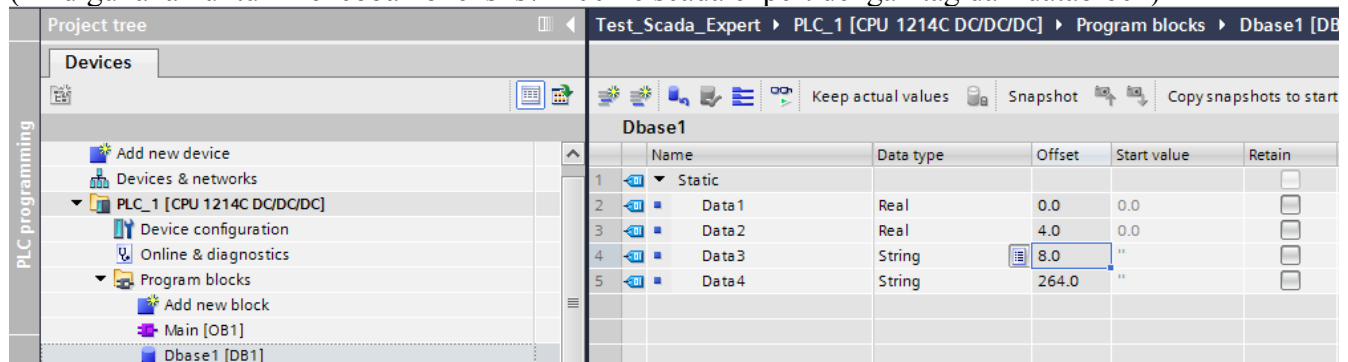 Project tree
Devices
PLC programming
Add new device
Devices & networks
PLC_1 [CPU 1214C DC/DC/DC]
Device configuration
Online & diagnostics
Program blocks
Add new block
Main [OB1]
Dbase1 [DB1]
Test_Scada_Expert PLC_1 [CPU 1214C DC/DC/DC] Program blocks Dbase1 [DB
Keep actual values Snapshot Copy snapshots to start
Dbase1
Name Data type Offset Start value Retain
1 Static
2 Data1 Real 0.0 0.0
3 Data2 Real 4.0 0.0
4 Data3 String 8.0 ''
5 Data4 String 264.0 ''